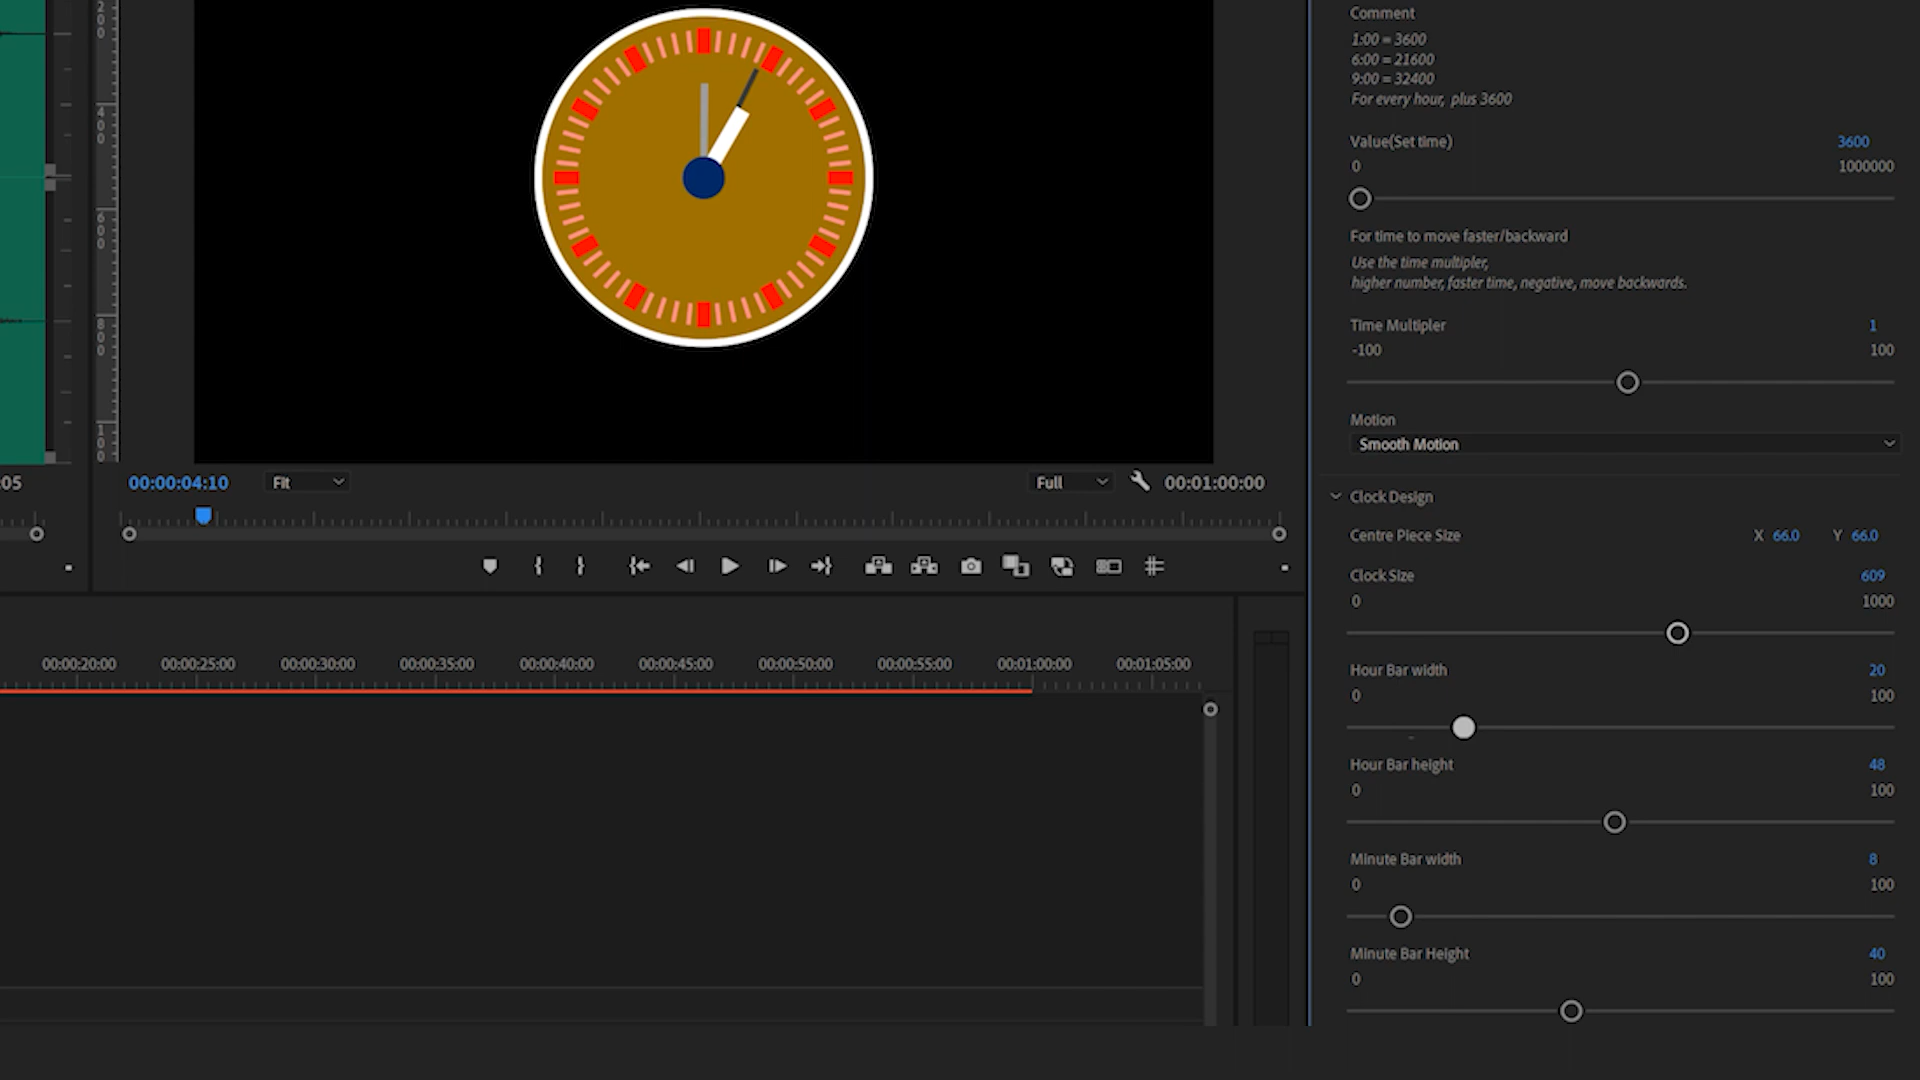 Comment
1:00 = 3600
6:00 = 21600
9:00 = 32400
For every hour, plus 3600
Value(Set time) 3600
0 1000000
For time to move faster/backward
Use the time multipler,
higher number, faster time, negative, move backwards.
Time Multipler 1
-100 100
Motion
Smooth Motion
Clock Design
Centre Piece Size X 66.0 Y 66.0
Clock Size 609
0 1000
Hour Bar width 20
0 100
Hour Bar height 48
0 100
Minute Bar width 8
0 100
Minute Bar Height 40
0 100
200
400
600
800
100
:05
00:00:04:10 Fit Full 00:01:00:00
00:00:20:00 00:00:25:00 00:00:30:00 00:00:35:00 00:00:40:00 00:00:45:00 00:00:50:00 00:00:55:00 00:01:00:00 00:01:05:00